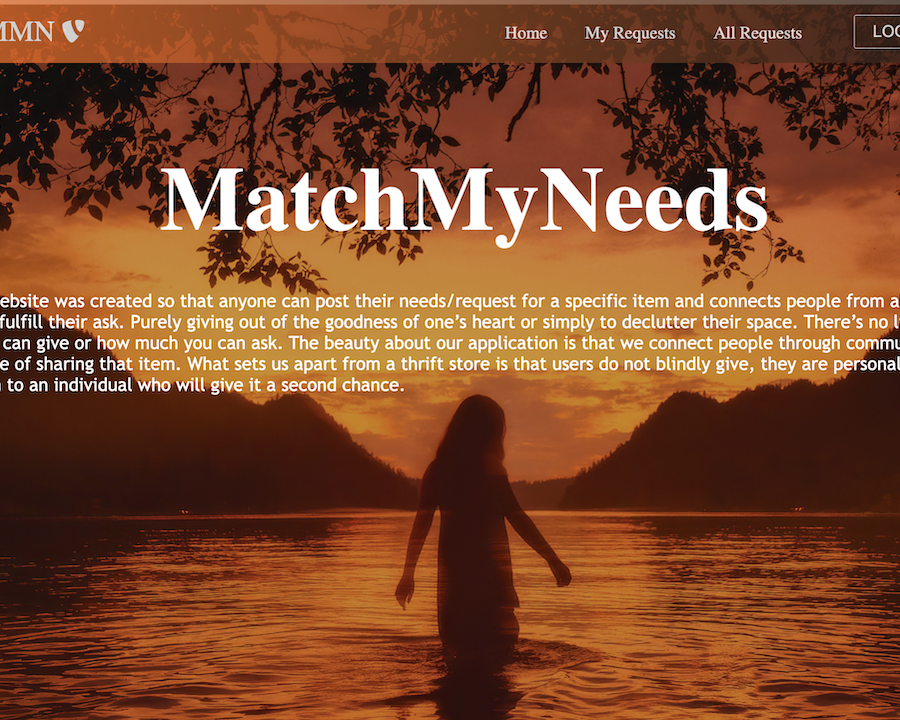 MMN
Home My Requests All Requests
MatchMyNeeds
was created so that anyone can post their needs/request for a specific item and connects people from
fulfill their ask. Purely giving out of the goodness of one's heart or simply to declutter their space. There's no
can give or how much you can ask. The beauty about our application is that we connect people through
of sharing that item. What sets us apart from a thrift store is that users do not blindly give, they are
to an individual who will give it a second chance.